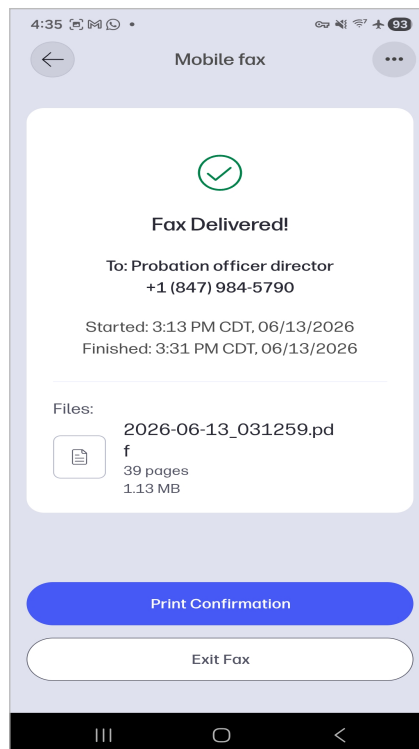 4:35
93
Mobile fax
Fax Delivered!
To: Probation officer director
+1 (847) 984-5790
Started: 3:13 PM CDT, 06/13/2026
Finished: 3:31 PM CDT, 06/13/2026
Files:
2026-06-13_031259.pd
f
39 pages
1.13 MB
Print Confirmation
Exit Fax